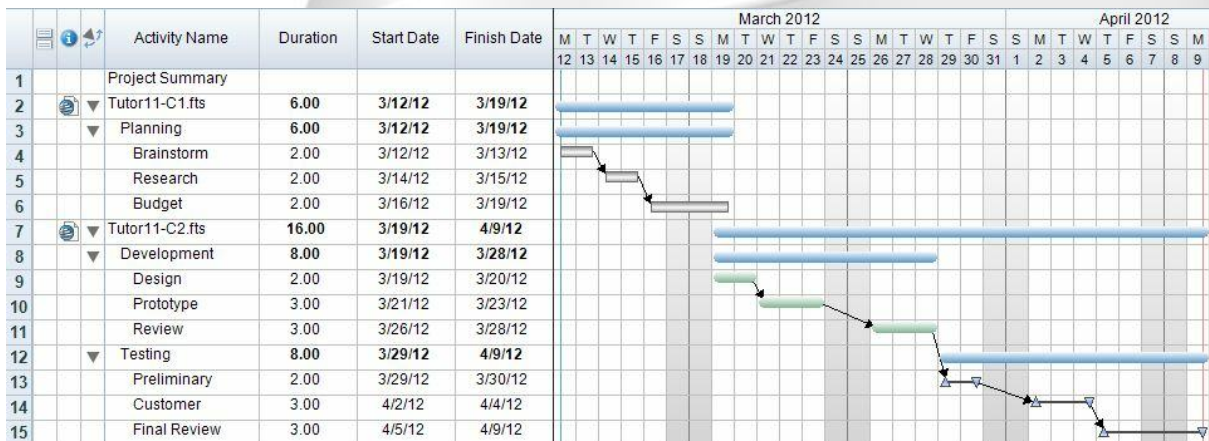 March 2012 April 2012
Activity Name Duration Start Date Finish Date M T W T F S S M T W T F S S M T W T F S S M T W T F S S M
12 13 14 15 16 17 18 19 20 21 22 23 24 25 26 27 28 29 30 31 1 2 3 4 5 6 7 8 9
1 Project Summary
2 Tutor11-C1.fts 6.00 3/12/12 3/19/12
3 Planning 6.00 3/12/12 3/19/12
4 Brainstorm 2.00 3/12/12 3/13/12
5 Research 2.00 3/14/12 3/15/12
6 Budget 2.00 3/16/12 3/19/12
7 Tutor11-C2.fts 16.00 3/19/12 4/9/12
8 Development 8.00 3/19/12 3/28/12
9 Design 2.00 3/19/12 3/20/12
10 Prototype 3.00 3/21/12 3/23/12
11 Review 3.00 3/26/12 3/28/12
12 Testing 8.00 3/29/12 4/9/12
13 Preliminary 2.00 3/29/12 3/30/12
14 Customer 3.00 4/2/12 4/4/12
15 Final Review 3.00 4/5/12 4/9/12